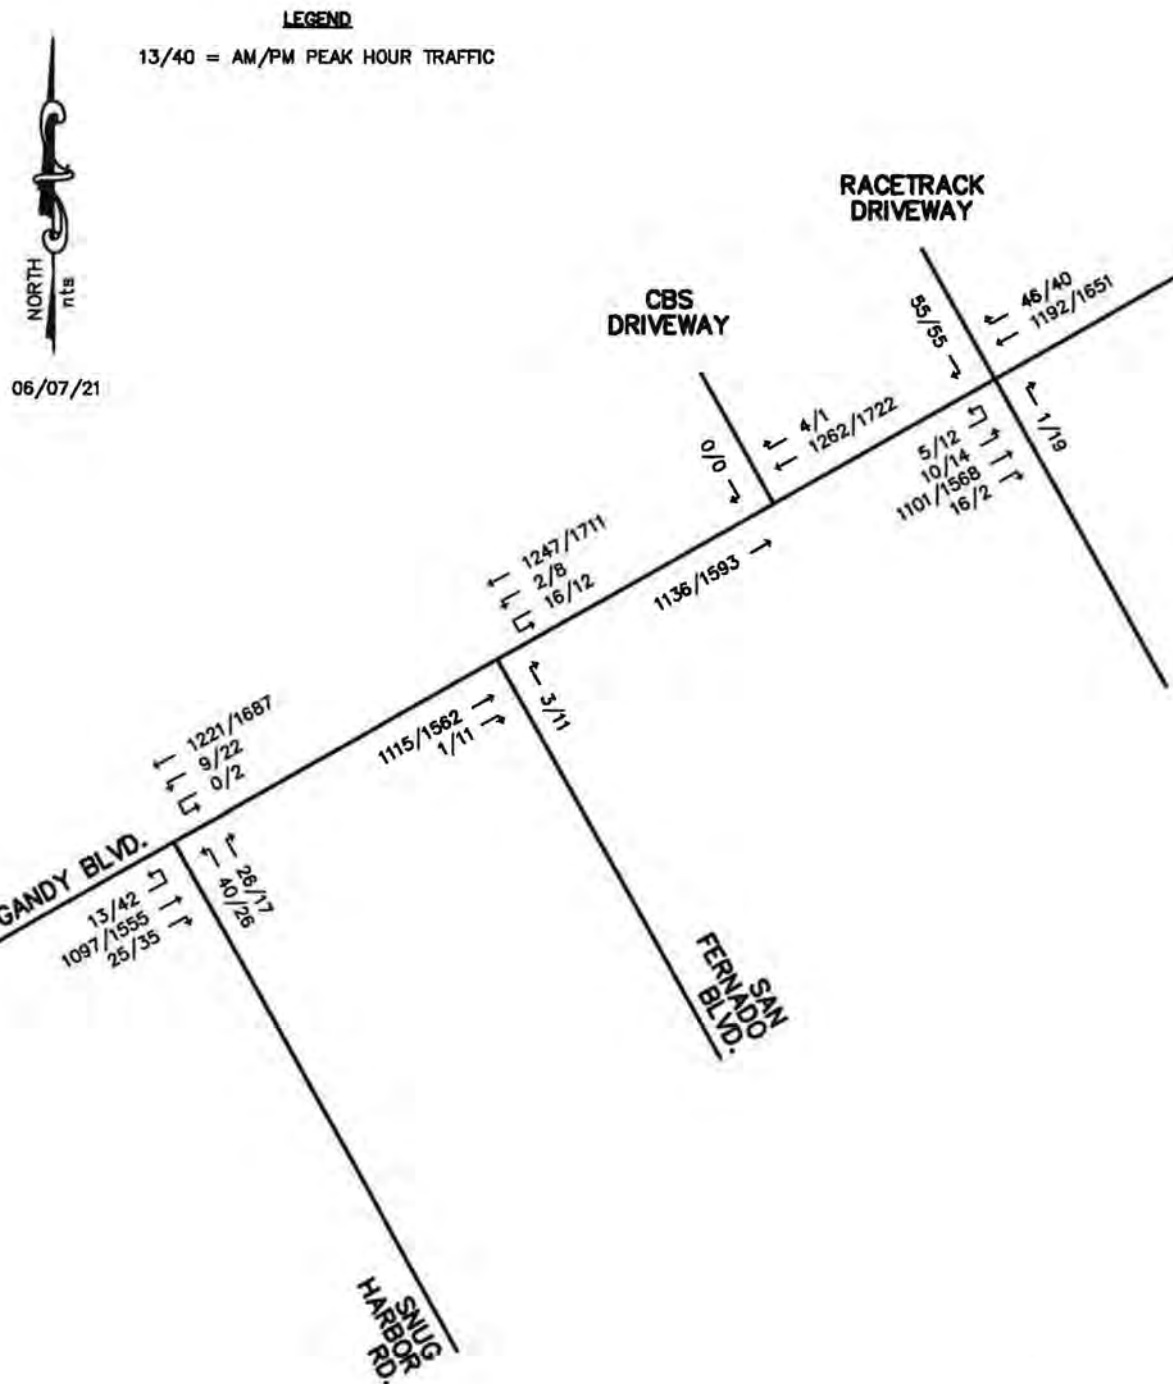 LEGEND
13/40 = AM/PM PEAK HOUR TRAFFIC
NORTH
nts
06/07/21
RACETRACK
DRIVEWAY
46/40
1192/1651
55/55
1/19
5/12
10/14
1101/1568
16/2
CBS
DRIVEWAY
4/1
1262/1722
0/0
1136/1593
1247/1711
2/8
16/12
3/11
1115/1562
1/11
1221/1687
9/22
0/2
GANDY BLVD.
26/17
40/26
13/42
1097/1555
25/35
SAN
FERNADO
BLVD.
SNUG
HARBOR
RD.